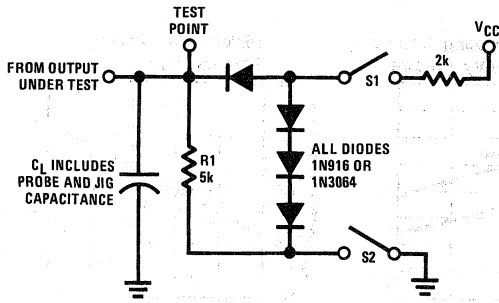 TEST
POINT
VCC
FROM OUTPUT
UNDER TEST
S1
2k
CL INCLUDES
PROBE AND JIG
CAPACITANCE
R1
5k
ALL DIODES
1N916 OR
1N3064
S2